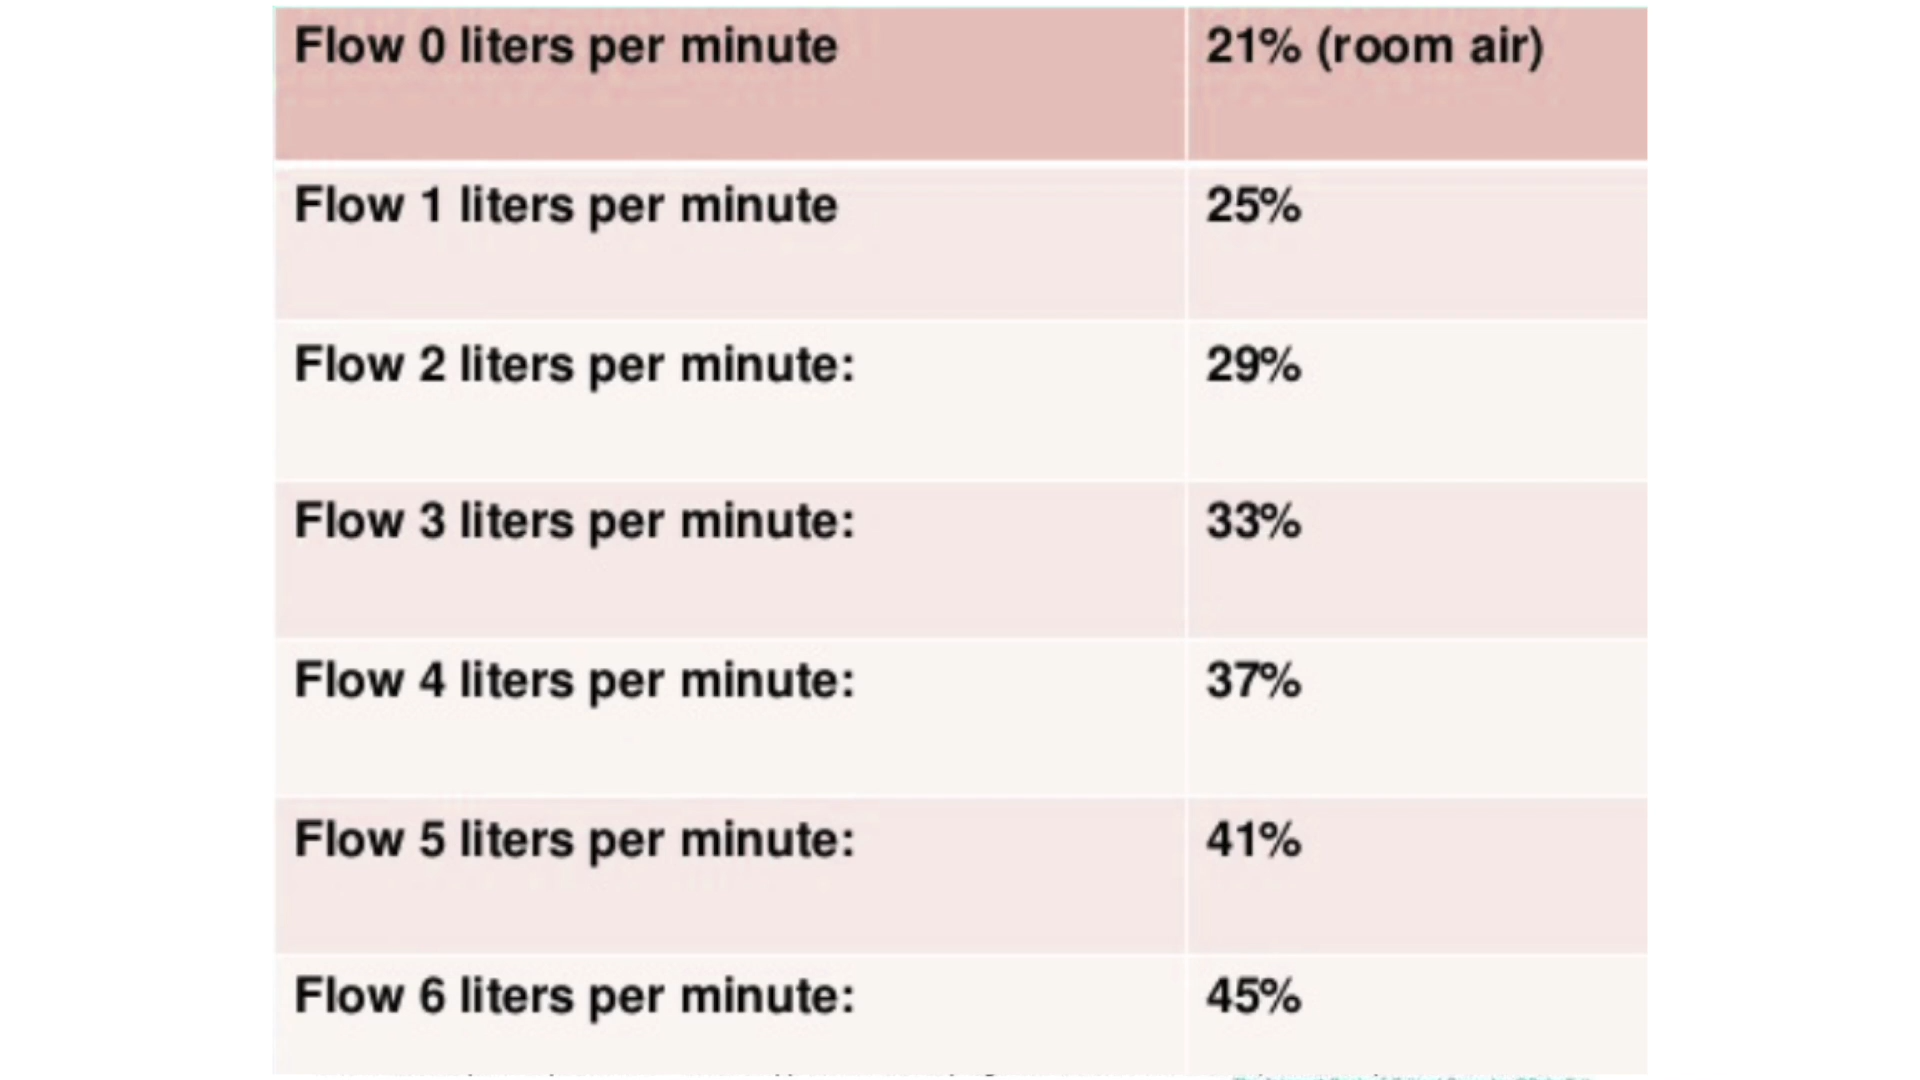 Flow 0 liters per minute 21% (room air)
Flow 1 liters per minute 25%
Flow 2 liters per minute: 29%
Flow 3 liters per minute: 33%
Flow 4 liters per minute: 37%
Flow 5 liters per minute: 41%
Flow 6 liters per minute: 45%